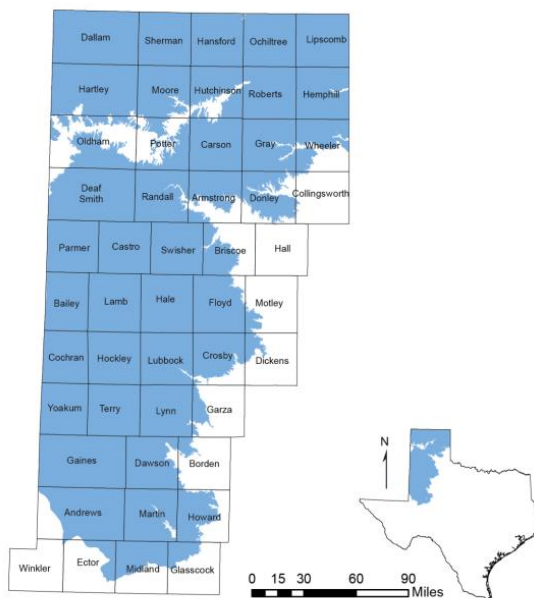 Dallam Sherman Hansford Ochiltree Lipscomb
Hartley Moore Hutchinson Roberts Hemphill
Oldham Potter Carson Gray Wheeler
Deaf
Smith Randall Armstrong Donley Collingsworth
Parmer Castro Swisher Briscoe Hall
Bailey Lamb Hale Floyd Motley
Cochran Hockley Lubbock Crosby Dickens
Yoakum Terry Lynn Garza
Gaines Dawson Borden
Andrews Martin Howard
Winkler Ector Midland Glasscock
N
0 15 30 60 90
Miles